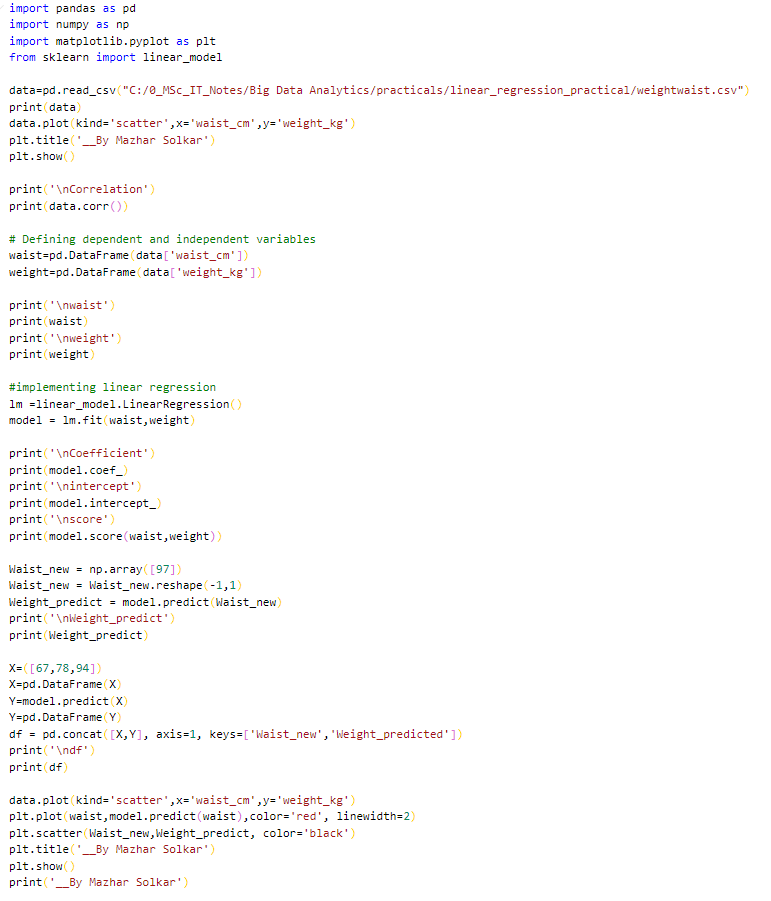 import pandas as pd
import numpy as np
import matplotlib.pyplot as plt
from sklearn import linear_model

data=pd.read_csv("C:/0_MSc_IT_Notes/Big Data Analytics/practicals/linear_regression_practical/weightwaist.csv")
print(data)
data.plot(kind='scatter',x='waist_cm',y='weight_kg')
plt.title('__By Mazhar Solkar')
plt.show()

print('\nCorrelation')
print(data.corr())

# Defining dependent and independent variables
waist=pd.DataFrame(data['waist_cm'])
weight=pd.DataFrame(data['weight_kg'])

print('\nwaist')
print(waist)
print('\nweight')
print(weight)

#implementing linear regression
lm =linear_model.LinearRegression()
model = lm.fit(waist,weight)

print('\nCoefficient')
print(model.coef_)
print('\nintercept')
print(model.intercept_)
print('\nscore')
print(model.score(waist,weight))

Waist_new = np.array([97])
Waist_new = Waist_new.reshape(-1,1)
Weight_predict = model.predict(Waist_new)
print('\nWeight_predict')
print(Weight_predict)

X=([67,78,94])
X=pd.DataFrame(X)
Y=model.predict(X)
Y=pd.DataFrame(Y)
df = pd.concat([X,Y], axis=1, keys=['Waist_new','Weight_predicted'])
print('\ndf')
print(df)

data.plot(kind='scatter',x='waist_cm',y='weight_kg')
plt.plot(waist,model.predict(waist),color='red', linewidth=2)
plt.scatter(Waist_new,Weight_predict, color='black')
plt.title('__By Mazhar Solkar')
plt.show()
print('__By Mazhar Solkar')